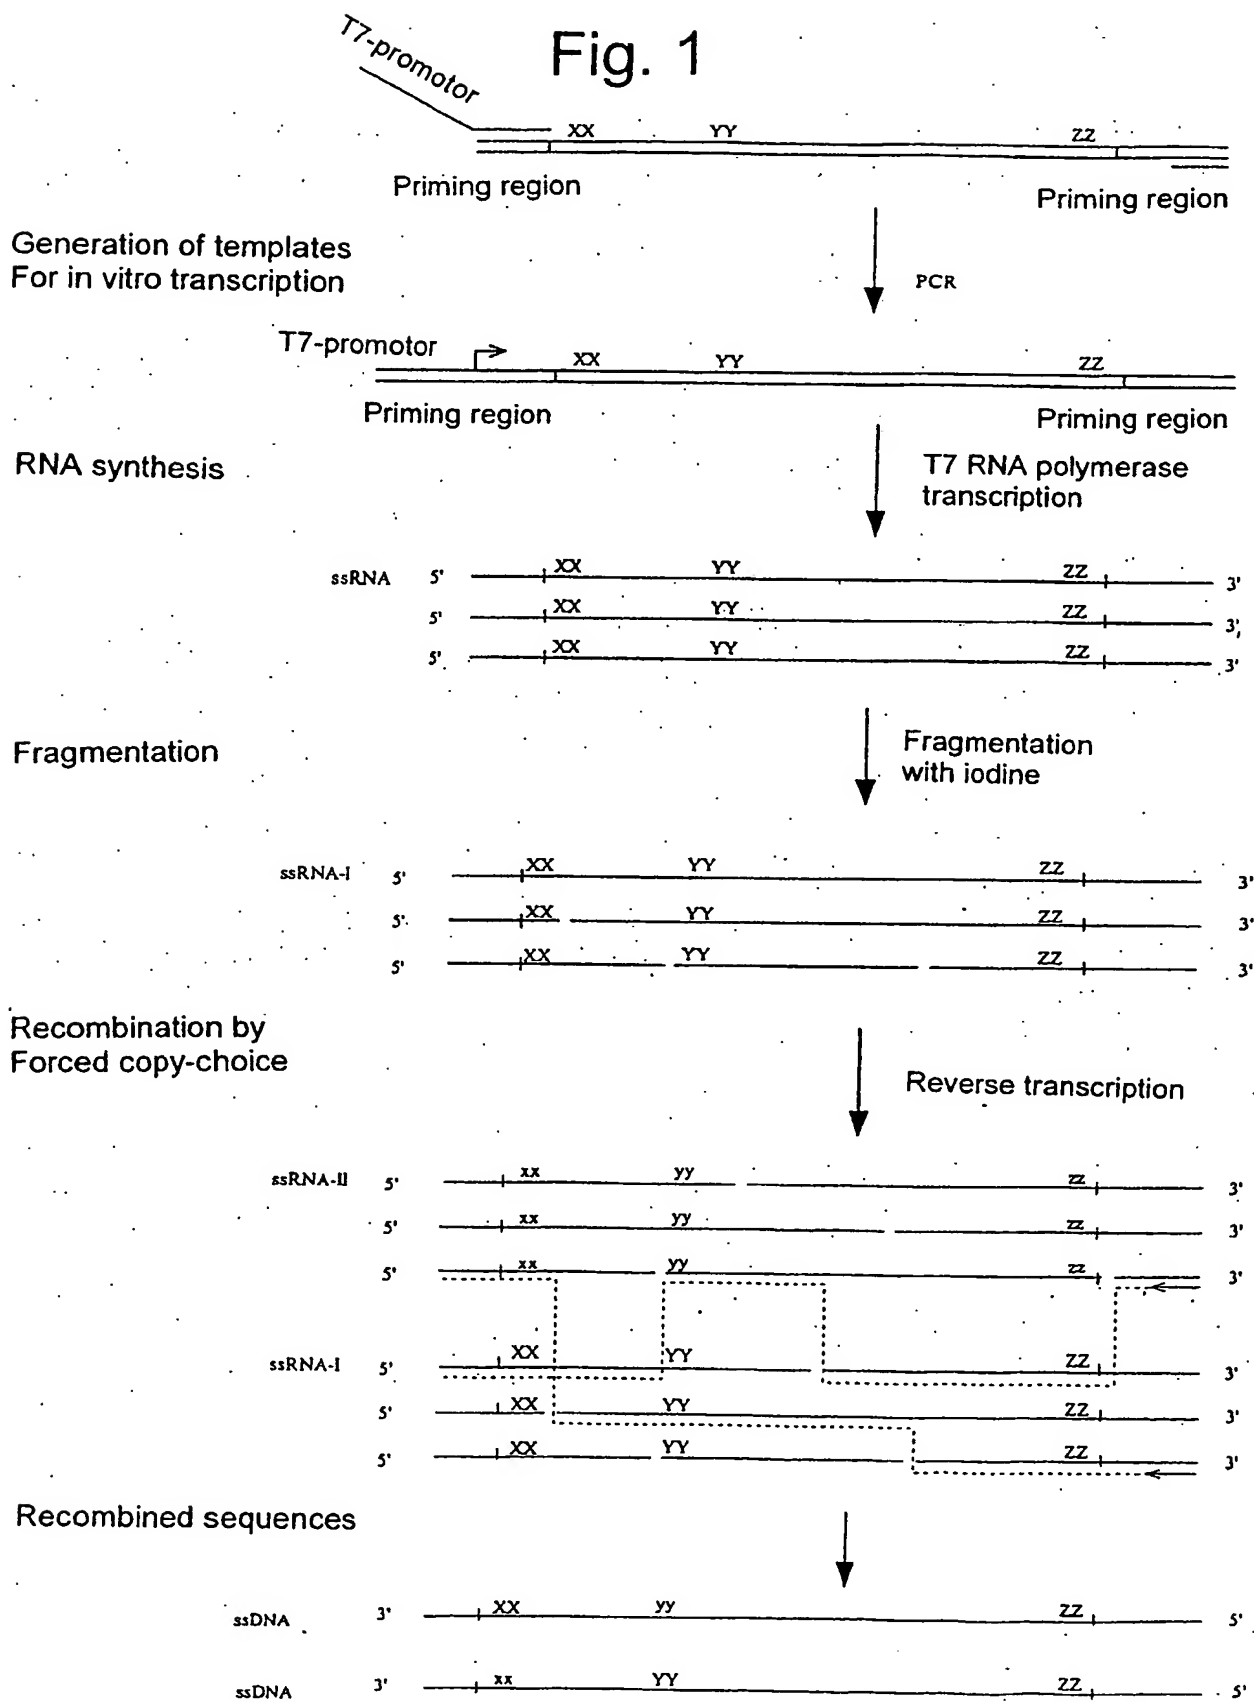 Fig. 1
T7-promotor
XX YY ZZ
Priming region Priming region
Generation of templates
For in vitro transcription
PCR
T7-promotor
XX YY ZZ
Priming region Priming region
RNA synthesis
T7 RNA polymerase
transcription
ssRNA 5' XX YY ZZ 3'
5' XX YY ZZ 3'
5' XX YY ZZ 3'
Fragmentation
Fragmentation
with iodine
ssRNA-I 5' XX YY ZZ 3'
5' XX YY ZZ 3'
5' XX YY ZZ 3'
Recombination by
Forced copy-choice
Reverse transcription
ssRNA-II 5' xx yy zz 3'
5' xx yy zz 3'
5' xx yy zz 3'
ssRNA-I 5' XX YY ZZ 3'
5' XX YY ZZ 3'
5' XX YY ZZ 3'
Recombined sequences
ssDNA 3' XX yy ZZ 5'
ssDNA 3' xx YY ZZ 5'